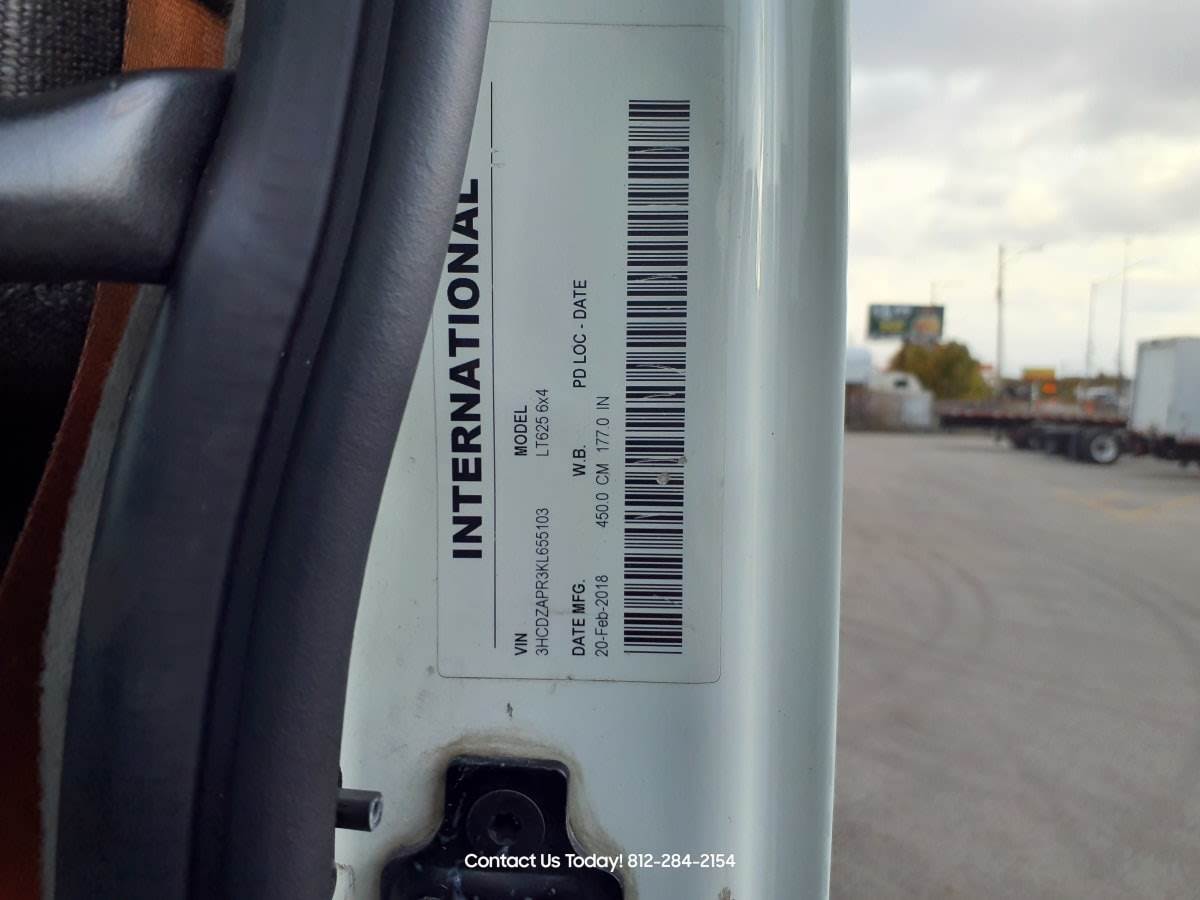 INTERNATIONAL
VIN MODEL
3HCDZAPR3KL655103 LT625 6x4
DATE MFG. W.B. PD LOC - DATE
20-Feb-2018 450.0 CM 177.0 IN
Contact Us Today! 812-284-2154